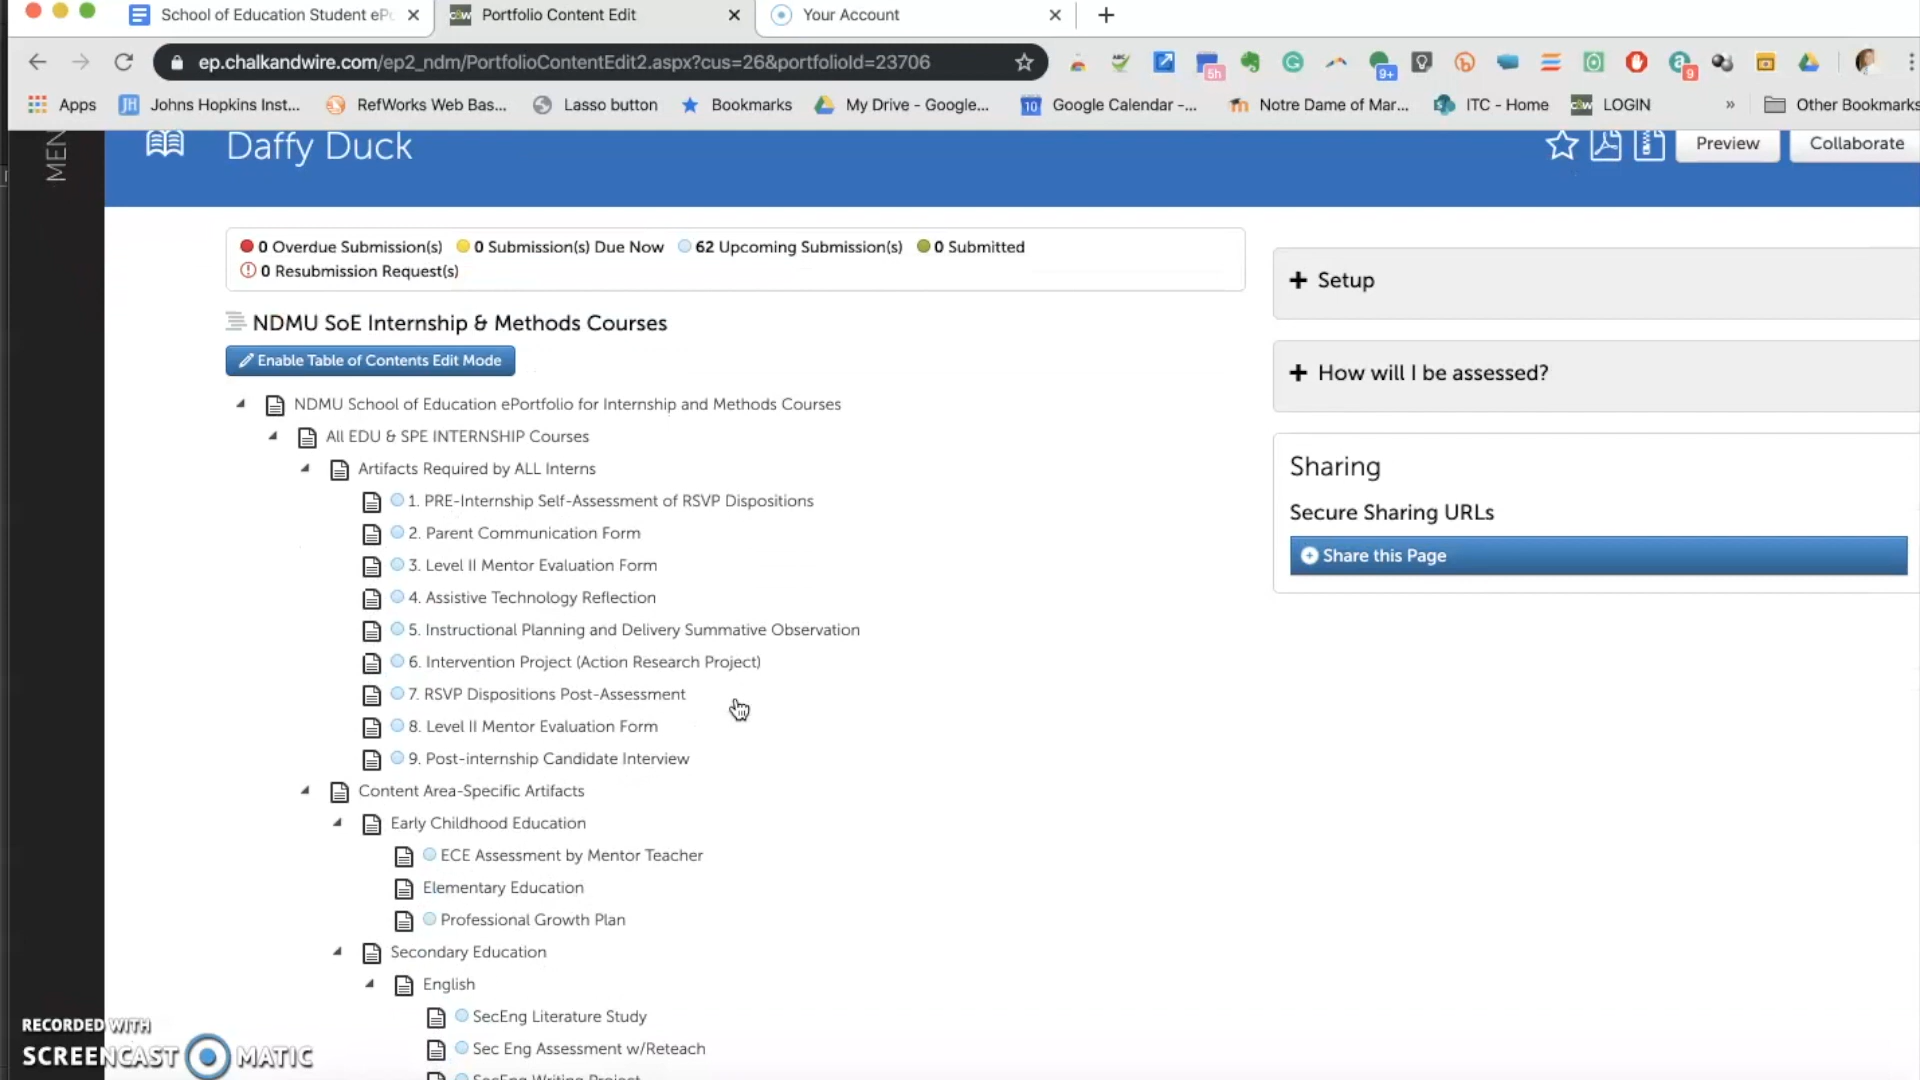 School of Education Student eP
Portfolio Content Edit
Your Account
ep.chalkandwire.com/ep2_ndm/PortfolioContentEdit2.aspx?cus=26&portfolioId=23706
5h
9+
9
Apps
JH Johns Hopkins Inst...
RefWorks Web Bas...
Lasso button
Bookmarks
My Drive - Google...
10 Google Calendar -...
Notre Dame of Mar...
ITC - Home
c&w LOGIN
»
Other Bookmarks
MEN
Daffy Duck
Preview
Collaborate
0 Overdue Submission(s) 0 Submission(s) Due Now 62 Upcoming Submission(s) 0 Submitted
0 Resubmission Request(s)
NDMU SoE Internship & Methods Courses
Enable Table of Contents Edit Mode
NDMU School of Education ePortfolio for Internship and Methods Courses
All EDU & SPE INTERNSHIP Courses
Artifacts Required by ALL Interns
1. PRE-Internship Self-Assessment of RSVP Dispositions
2. Parent Communication Form
3. Level II Mentor Evaluation Form
4. Assistive Technology Reflection
5. Instructional Planning and Delivery Summative Observation
6. Intervention Project (Action Research Project)
7. RSVP Dispositions Post-Assessment
8. Level II Mentor Evaluation Form
9. Post-internship Candidate Interview
Content Area-Specific Artifacts
Early Childhood Education
ECE Assessment by Mentor Teacher
Elementary Education
Professional Growth Plan
Secondary Education
English
SecEng Literature Study
Sec Eng Assessment w/Reteach
SecEng Writing Project
+ Setup
+ How will I be assessed?
Sharing
Secure Sharing URLs
Share this Page
RECORDED WITH
SCREENCAST MATIC